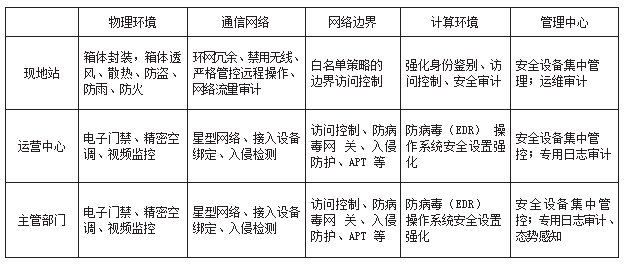 物理环境
通信网络
网络边界
计算环境
管理中心
现地站
箱体封装，箱体透
风、散热、防盗、
防雨、防火
环网冗余、禁用无线、
严格管控远程操作、
网络流量审计
白名单策略的
边界访问控制
强化身份鉴别、访
问控制、安全审计
安全设备集中管
理；运维审计
运营中心
电子门禁、精密空
调、视频监控
星型网络、接入设备
绑定、入侵检测
访问控制、防病
毒网 关、入侵
防护、APT 等
防病毒（EDR） 操
作系统安全设置强
化
安全设备集中管
控；专用日志审计
主管部门
电子门禁、精密空
调、视频监控
星型网络、接入设备
绑定、入侵检测
访问控制、防病
毒网 关、入侵
防护、APT 等
防病毒（EDR）
操作系统安全设置
强化
安全设备集中管
控；专用日志审计、
态势感知